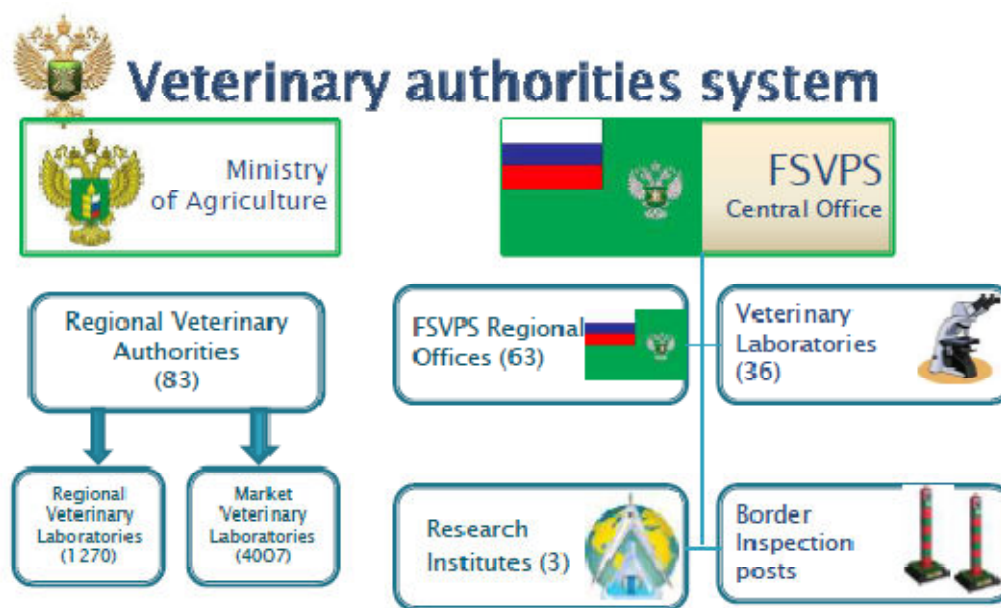 Veterinary authorities system
Ministry
of Agriculture
FSVPS
Central Office
Regional Veterinary
Authorities
(83)
Regional
Veterinary
Laboratories
(1270)
Market
Veterinary
Laboratories
(4007)
FSVPS Regional
Offices (63)
Veterinary
Laboratories
(36)
Research
Institutes (3)
Border
Inspection
posts